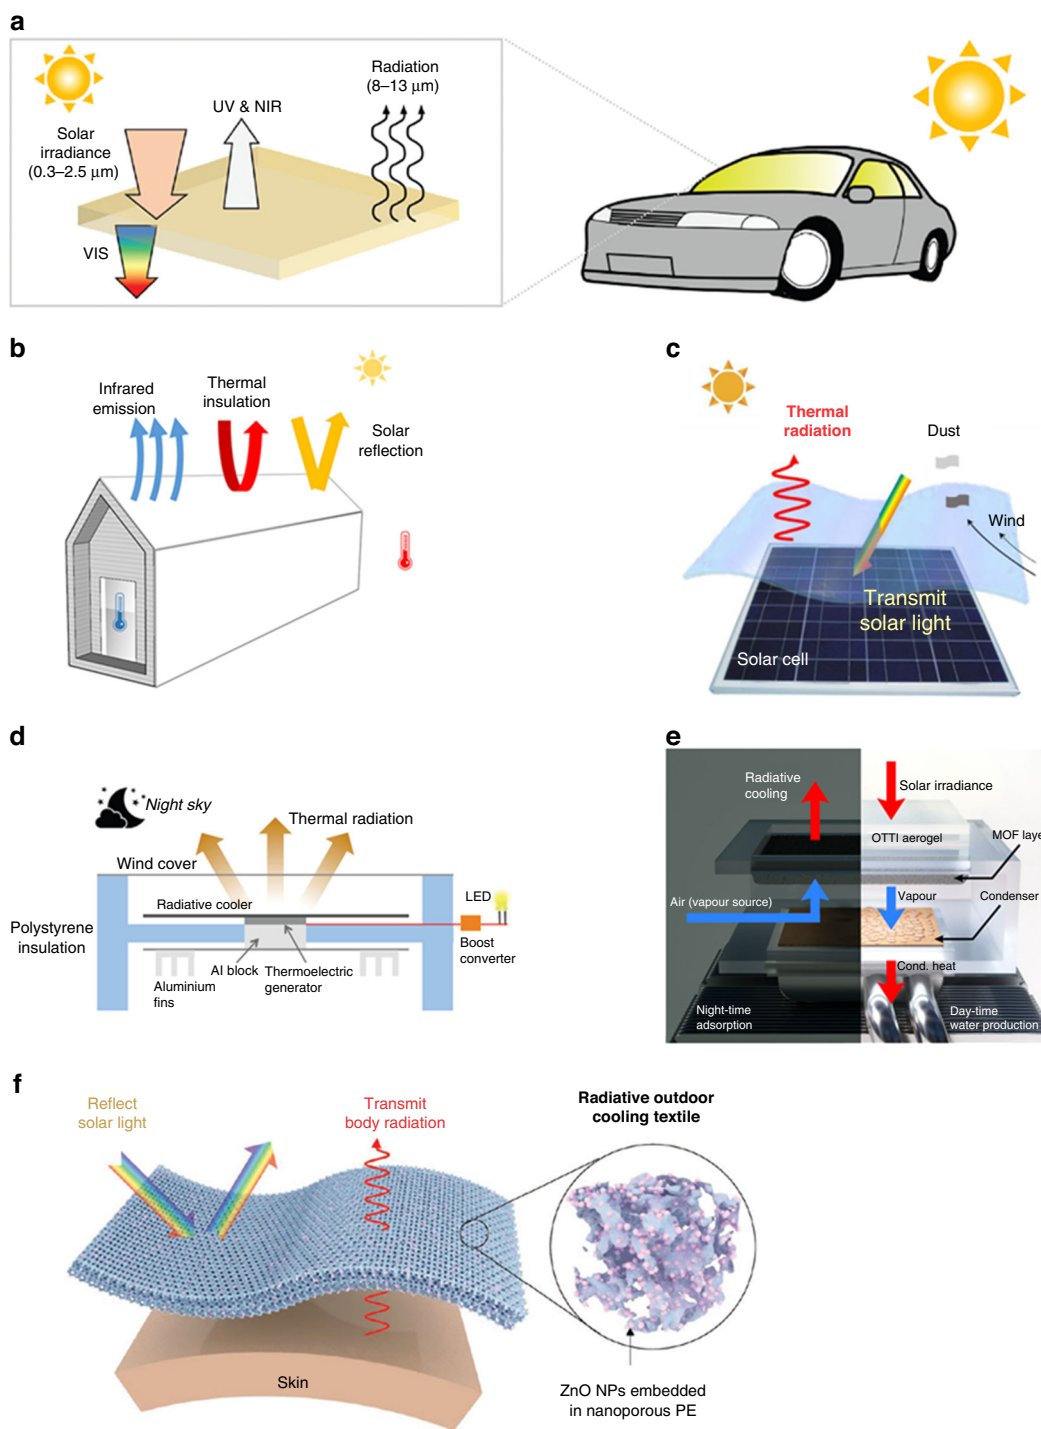 a
Radiation
(8–13 μm)
UV & NIR
Solar
irradiance
(0.3–2.5 μm)
VIS
b
Infrared
emission
Thermal
insulation
Solar
reflection
c
Thermal
radiation
Dust
Wind
Transmit
solar light
Solar cell
d
Night sky
Thermal radiation
Wind cover
Radiative cooler
LED
Polystyrene
insulation
Boost
converter
Al block
Thermoelectric
generator
Aluminium
fins
e
Radiative
cooling
Solar irradiance
OTTI aerogel
MOF laye
Air (vapour source)
Vapour
Condenser
Cond. heat
Night-time
adsorption
Day-time
water production
f
Reflect
solar light
Transmit
body radiation
Radiative outdoor
cooling textile
Skin
ZnO NPs embedded
in nanoporous PE